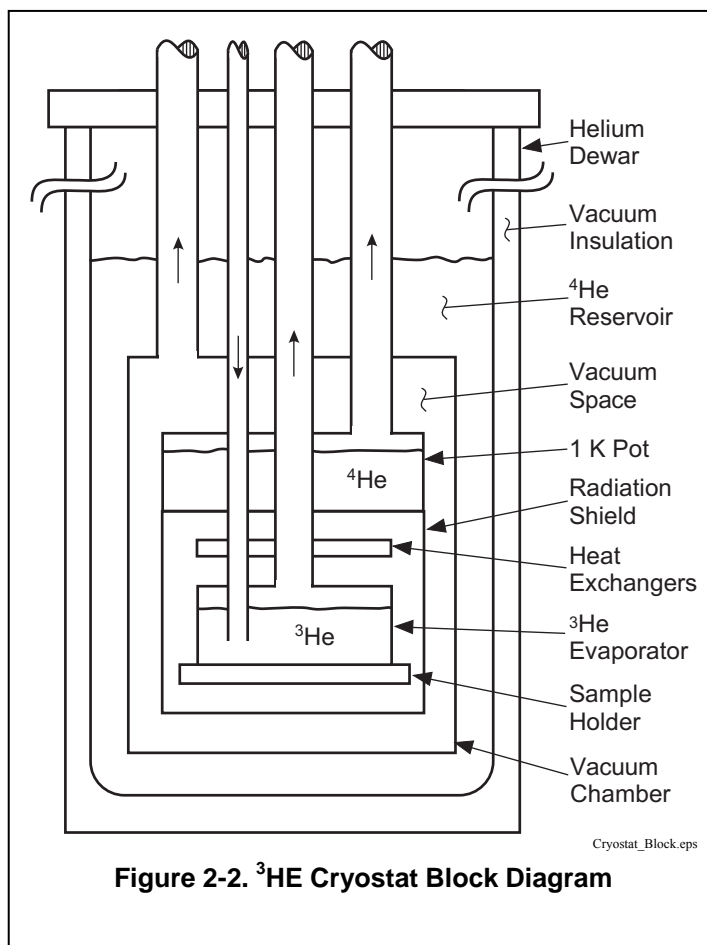 Helium
Dewar
Vacuum
Insulation
⁴He
Reservoir
Vacuum
Space
1 K Pot
⁴He
Radiation
Shield
Heat
Exchangers
³He
³He
Evaporator
Sample
Holder
Vacuum
Chamber
Cryostat_Block.eps
Figure 2-2. ³HE Cryostat Block Diagram